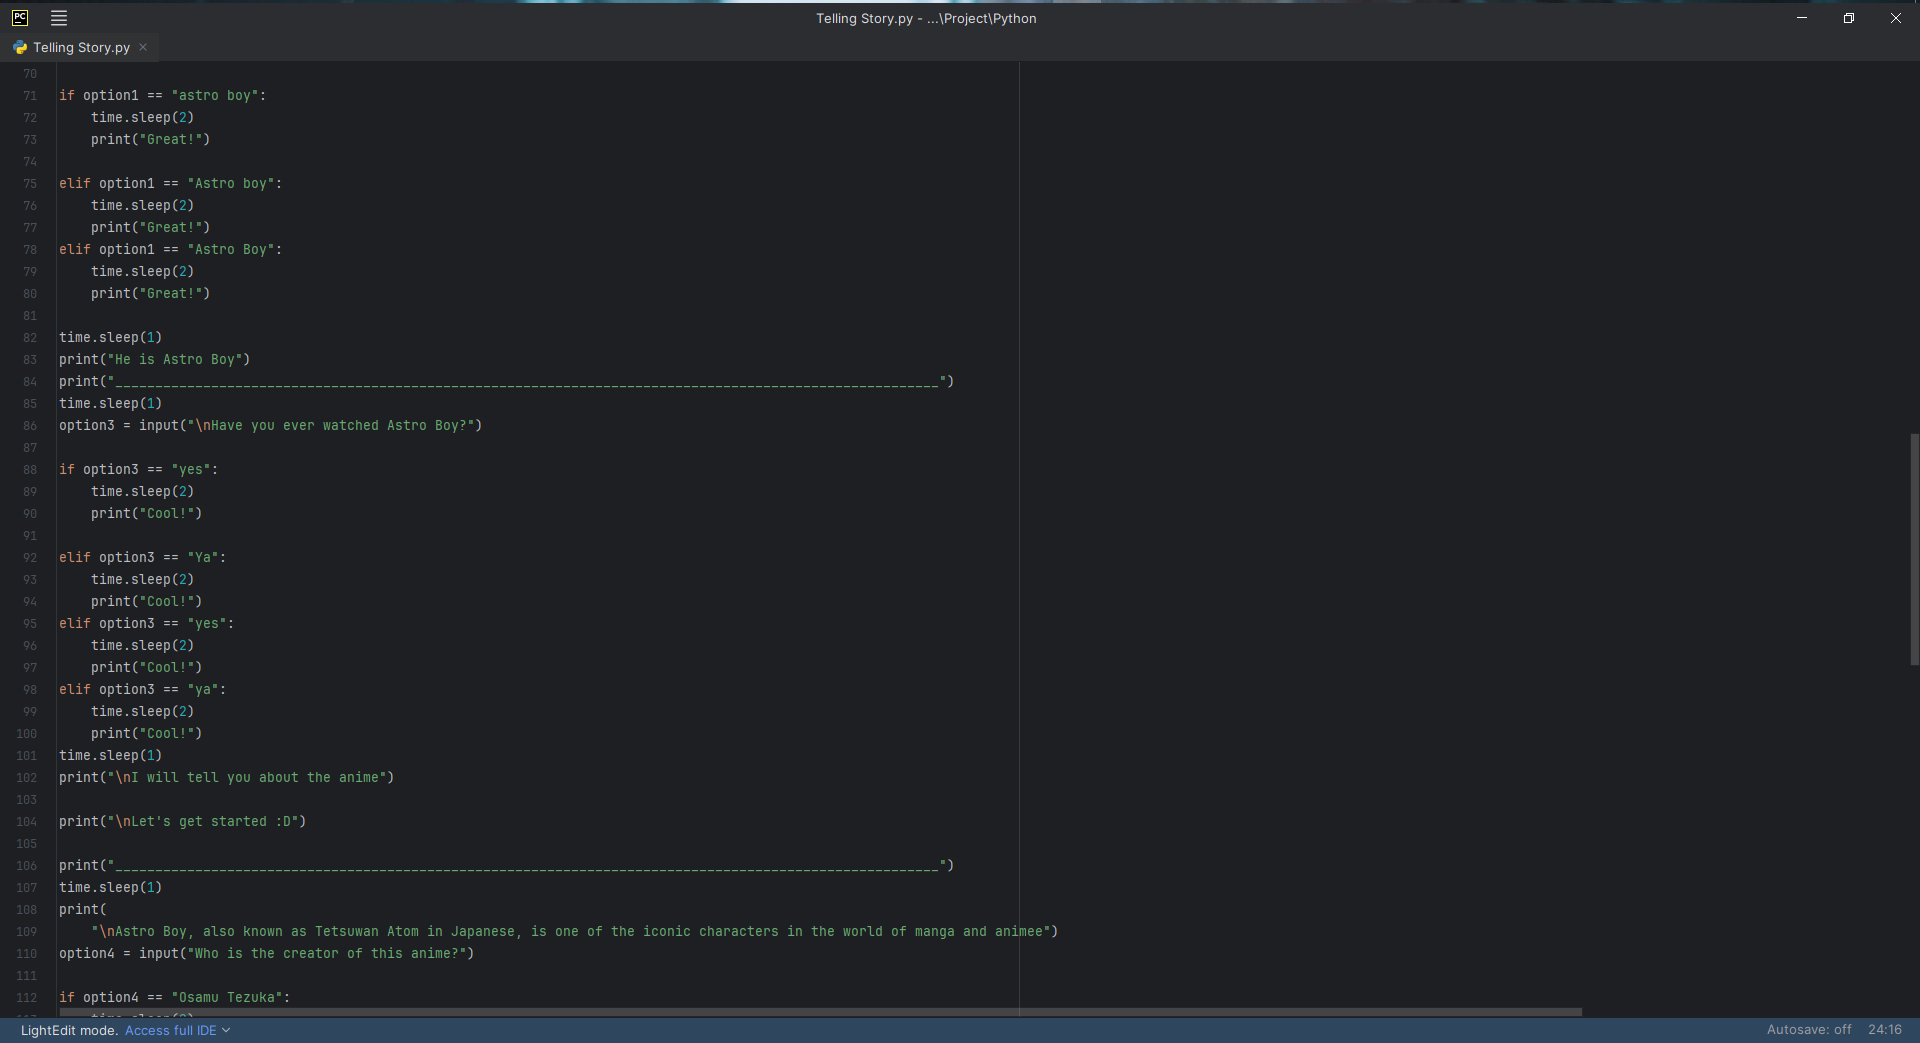 PC
Telling Story.py - ...\Project\Python
Telling Story.py
70
71 if option1 == "astro boy":
72     time.sleep(2)
73     print("Great!")
74
75 elif option1 == "Astro boy":
76     time.sleep(2)
77     print("Great!")
78 elif option1 == "Astro Boy":
79     time.sleep(2)
80     print("Great!")
81
82 time.sleep(1)
83 print("He is Astro Boy")
84 print("_______________________________________________________________________________________________________")
85 time.sleep(1)
86 option3 = input("\nHave you ever watched Astro Boy?")
87
88 if option3 == "yes":
89     time.sleep(2)
90     print("Cool!")
91
92 elif option3 == "Ya":
93     time.sleep(2)
94     print("Cool!")
95 elif option3 == "yes":
96     time.sleep(2)
97     print("Cool!")
98 elif option3 == "ya":
99     time.sleep(2)
100     print("Cool!")
101 time.sleep(1)
102 print("\nI will tell you about the anime")
103
104 print("\nLet's get started :D")
105
106 print("_______________________________________________________________________________________________________")
107 time.sleep(1)
108 print(
109     "\nAstro Boy, also known as Tetsuwan Atom in Japanese, is one of the iconic characters in the world of manga and animee")
110 option4 = input("Who is the creator of this anime?")
111
112 if option4 == "Osamu Tezuka":
LightEdit mode. Access full IDE
Autosave: off 24:16